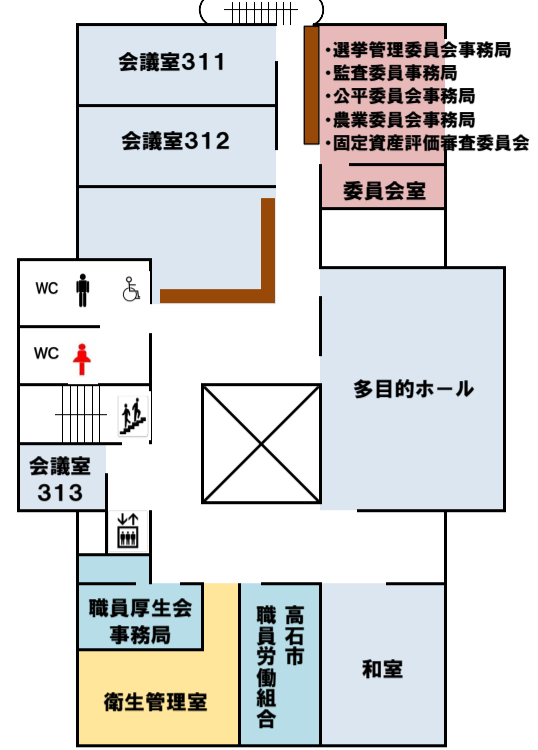 会議室311
・選挙管理委員会事務局
・監査委員事務局
・公平委員会事務局
・農業委員会事務局
・固定資産評価審査委員会
会議室312
委員会室
WC
WC
多目的ホール
会議室
313
職員厚生会
事務局
高石市
職員労働組合
和室
衛生管理室